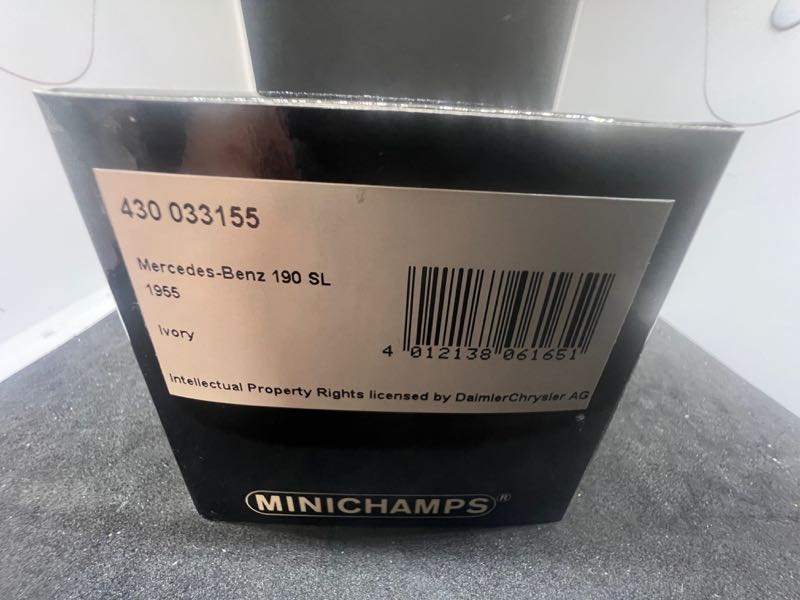 430 033155
Mercedes-Benz 190 SL
1955
Ivory
4 012138 061651
Intellectual Property Rights licensed by DaimlerChrysler AG
MINICHAMPS®